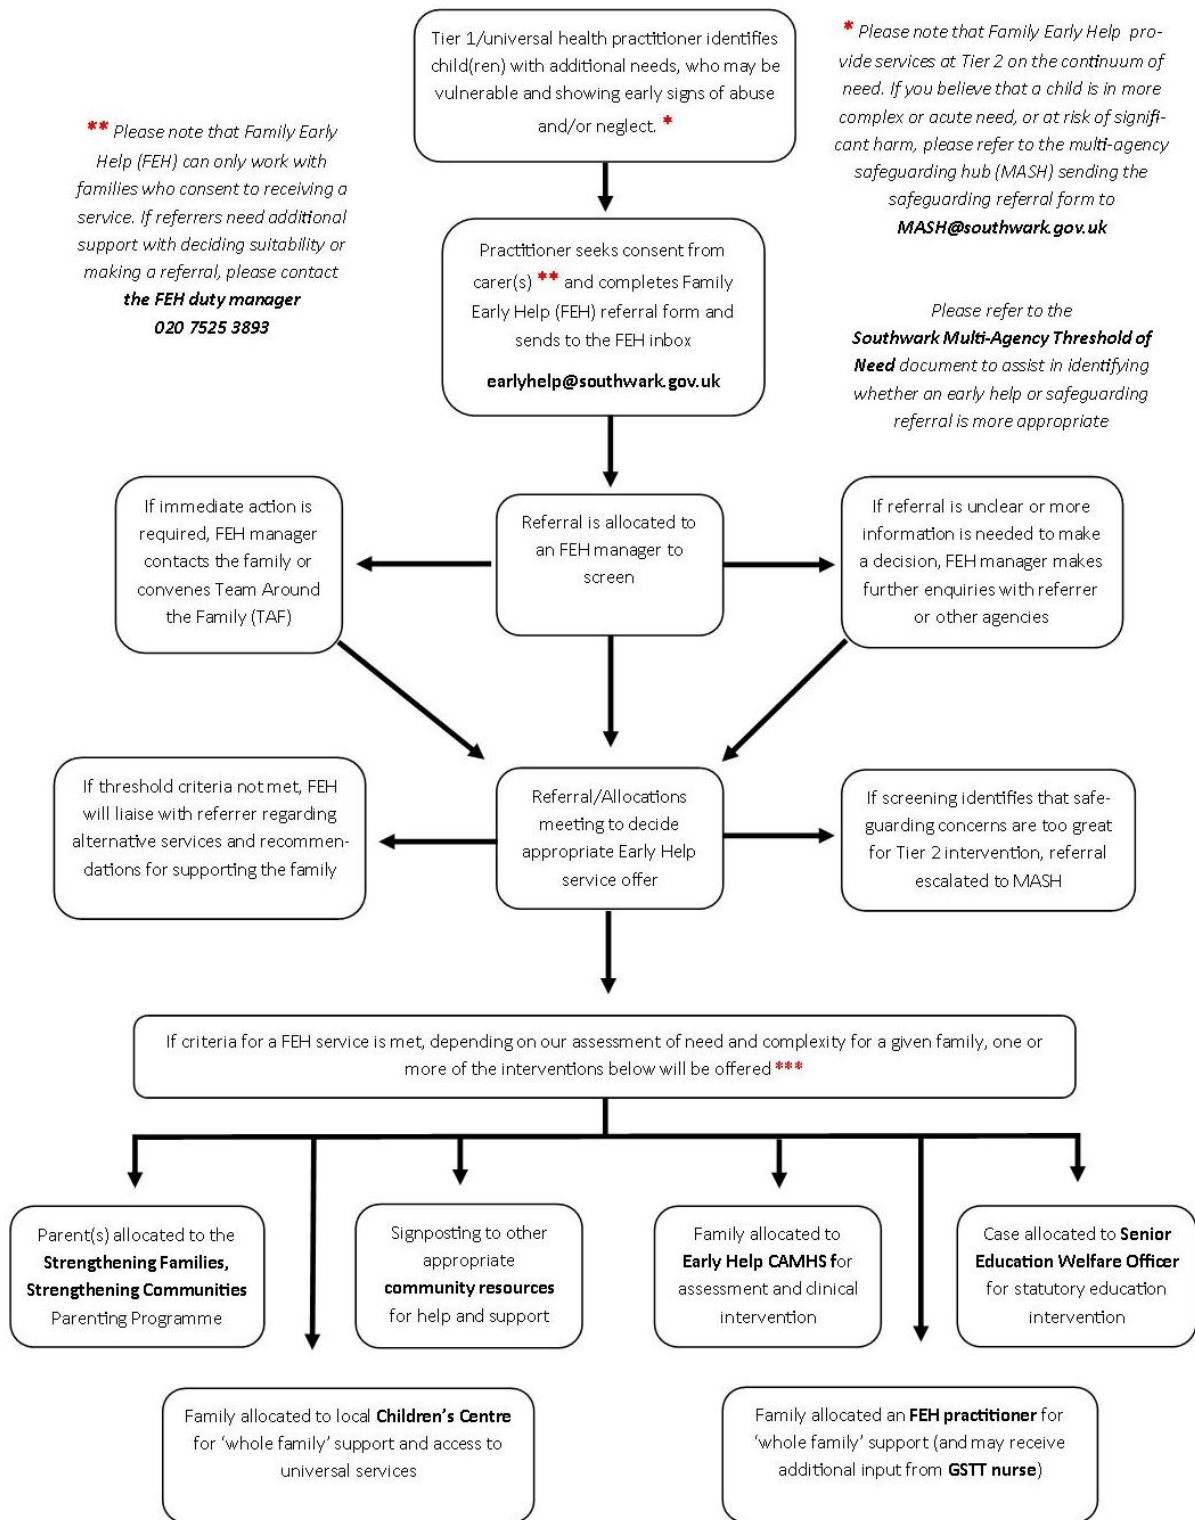 Tier 1/universal health practitioner identifies
child(ren) with additional needs, who may be
vulnerable and showing early signs of abuse
and/or neglect. *
* Please note that Family Early Help pro-
vide services at Tier 2 on the continuum of
need. If you believe that a child is in more
complex or acute need, or at risk of signifi-
cant harm, please refer to the multi-agency
safeguarding hub (MASH) sending the
safeguarding referral form to
MASH@southwark.gov.uk
** Please note that Family Early
Help (FEH) can only work with
families who consent to receiving a
service. If referrers need additional
support with deciding suitability or
making a referral, please contact
the FEH duty manager
020 7525 3893
Practitioner seeks consent from
carer(s) ** and completes Family
Early Help (FEH) referral form and
sends to the FEH inbox
earlyhelp@southwark.gov.uk
Please refer to the
Southwark Multi-Agency Threshold of
Need document to assist in identifying
whether an early help or safeguarding
referral is more appropriate
If immediate action is
required, FEH manager
contacts the family or
convenes Team Around
the Family (TAF)
Referral is allocated to
an FEH manager to
screen
If referral is unclear or more
information is needed to make
a decision, FEH manager makes
further enquiries with referrer
or other agencies
If threshold criteria not met, FEH
will liaise with referrer regarding
alternative services and recommen-
dations for supporting the family
Referral/Allocations
meeting to decide
appropriate Early Help
service offer
If screening identifies that safe-
guarding concerns are too great
for Tier 2 intervention, referral
escalated to MASH
If criteria for a FEH service is met, depending on our assessment of need and complexity for a given family, one or
more of the interventions below will be offered ***
Parent(s) allocated to the
Strengthening Families,
Strengthening Communities
Parenting Programme
Signposting to other
appropriate
community resources
for help and support
Family allocated to
Early Help CAMHS for
assessment and clinical
intervention
Case allocated to Senior
Education Welfare Officer
for statutory education
intervention
Family allocated to local Children's Centre
for 'whole family' support and access to
universal services
Family allocated an FEH practitioner for
'whole family' support (and may receive
additional input from GSTT nurse)